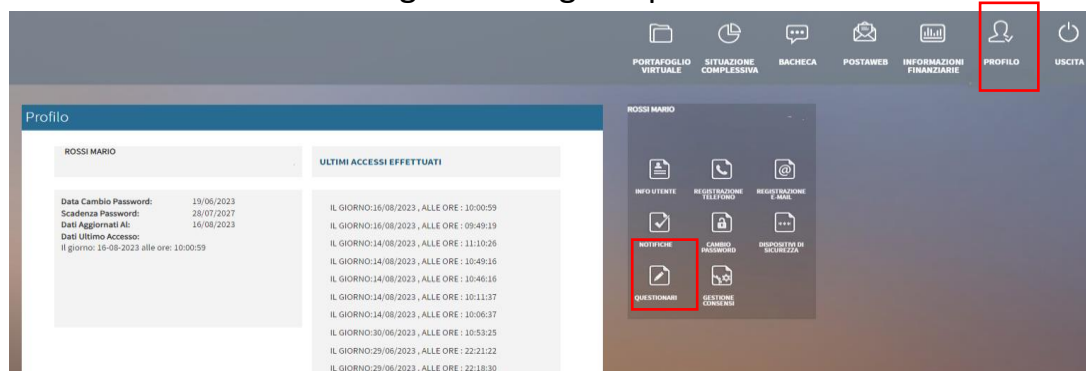 PORTAFOGLIO
VIRTUALE
SITUAZIONE
COMPLESSIVA
BACHECA
POSTAWEB
INFORMAZIONI
FINANZIARIE
PROFILO
USCITA
Profilo
ROSSI MARIO
ULTIMI ACCESSI EFFETTUATI
Data Cambio Password: 19/06/2023
Scadenza Password: 28/07/2027
Dati Aggiornati Al: 16/08/2023
Dati Ultimo Accesso:
Il giorno: 16-08-2023 alle ore: 10:00:59
IL GIORNO:16/08/2023 , ALLE ORE : 10:00:59
IL GIORNO:16/08/2023 , ALLE ORE : 09:49:19
IL GIORNO:14/08/2023 , ALLE ORE : 11:10:26
IL GIORNO:14/08/2023 , ALLE ORE : 10:49:16
IL GIORNO:14/08/2023 , ALLE ORE : 10:46:16
IL GIORNO:14/08/2023 , ALLE ORE : 10:11:37
IL GIORNO:14/08/2023 , ALLE ORE : 10:06:37
IL GIORNO:30/06/2023 , ALLE ORE : 10:53:25
IL GIORNO:29/06/2023 , ALLE ORE : 22:21:22
IL GIORNO:29/06/2023 , ALLE ORE : 22:18:30
ROSSI MARIO
INFO UTENTE
REGISTRAZIONE
TELEFONO
REGISTRAZIONE
E-MAIL
NOTIFICHE
CAMBIO
PASSWORD
DISPOSITIVI DI
SICUREZZA
QUESTIONARI
GESTIONE
CONSENSI